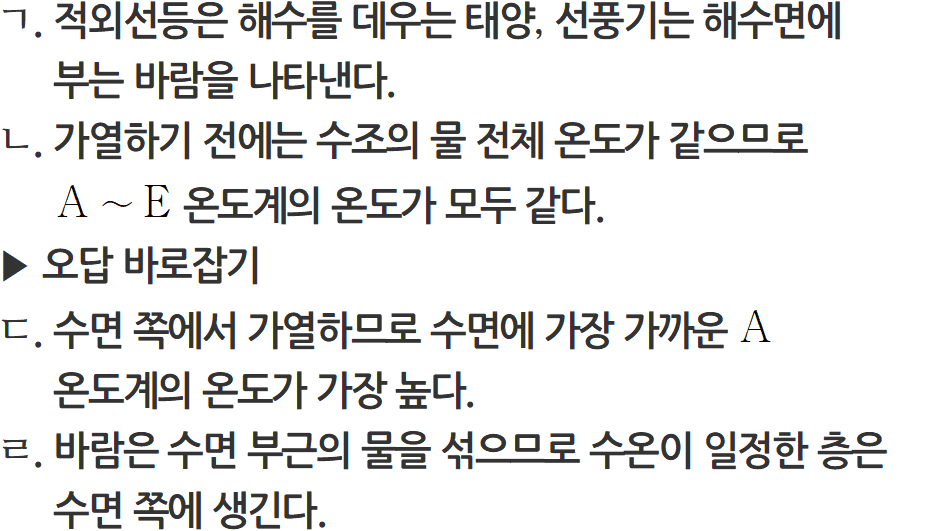 ㄱ. 적외선등은 해수를 데우는 태양, 선풍기는 해수면에
부는 바람을 나타낸다.
ㄴ. 가열하기 전에는 수조의 물 전체 온도가 같으므로
A ~ E 온도계의 온도가 모두 같다.
▶ 오답 바로잡기
ㄷ. 수면 쪽에서 가열하므로 수면에 가장 가까운 A
온도계의 온도가 가장 높다.
ㄹ. 바람은 수면 부근의 물을 섞으므로 수온이 일정한 층은
수면 쪽에 생긴다.